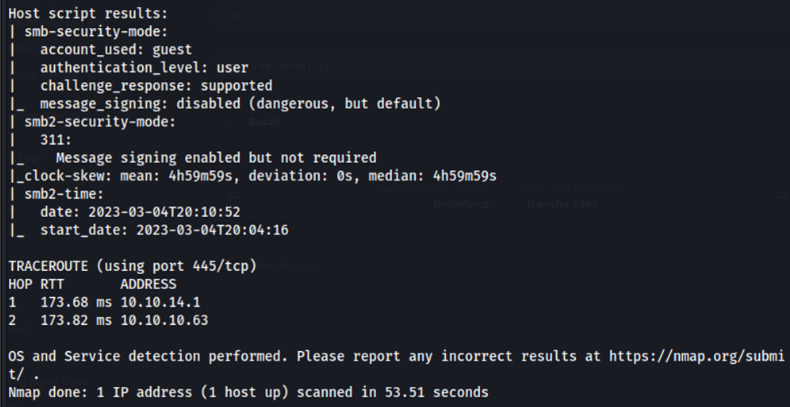 Host script results:
| smb-security-mode:
|   account_used: guest
|   authentication_level: user
|   challenge_response: supported
|_  message_signing: disabled (dangerous, but default)
| smb2-security-mode:
|   311:
|_    Message signing enabled but not required
|_clock-skew: mean: 4h59m59s, deviation: 0s, median: 4h59m59s
| smb2-time:
|   date: 2023-03-04T20:10:52
|_  start_date: 2023-03-04T20:04:16
Bruteforce Transfer Files
TRACEROUTE (using port 445/tcp)
HOP RTT       ADDRESS
1   173.68 ms 10.10.14.1
2   173.82 ms 10.10.10.63
OS and Service detection performed. Please report any incorrect results at https://nmap.org/submi
t/ .
Nmap done: 1 IP address (1 host up) scanned in 53.51 seconds